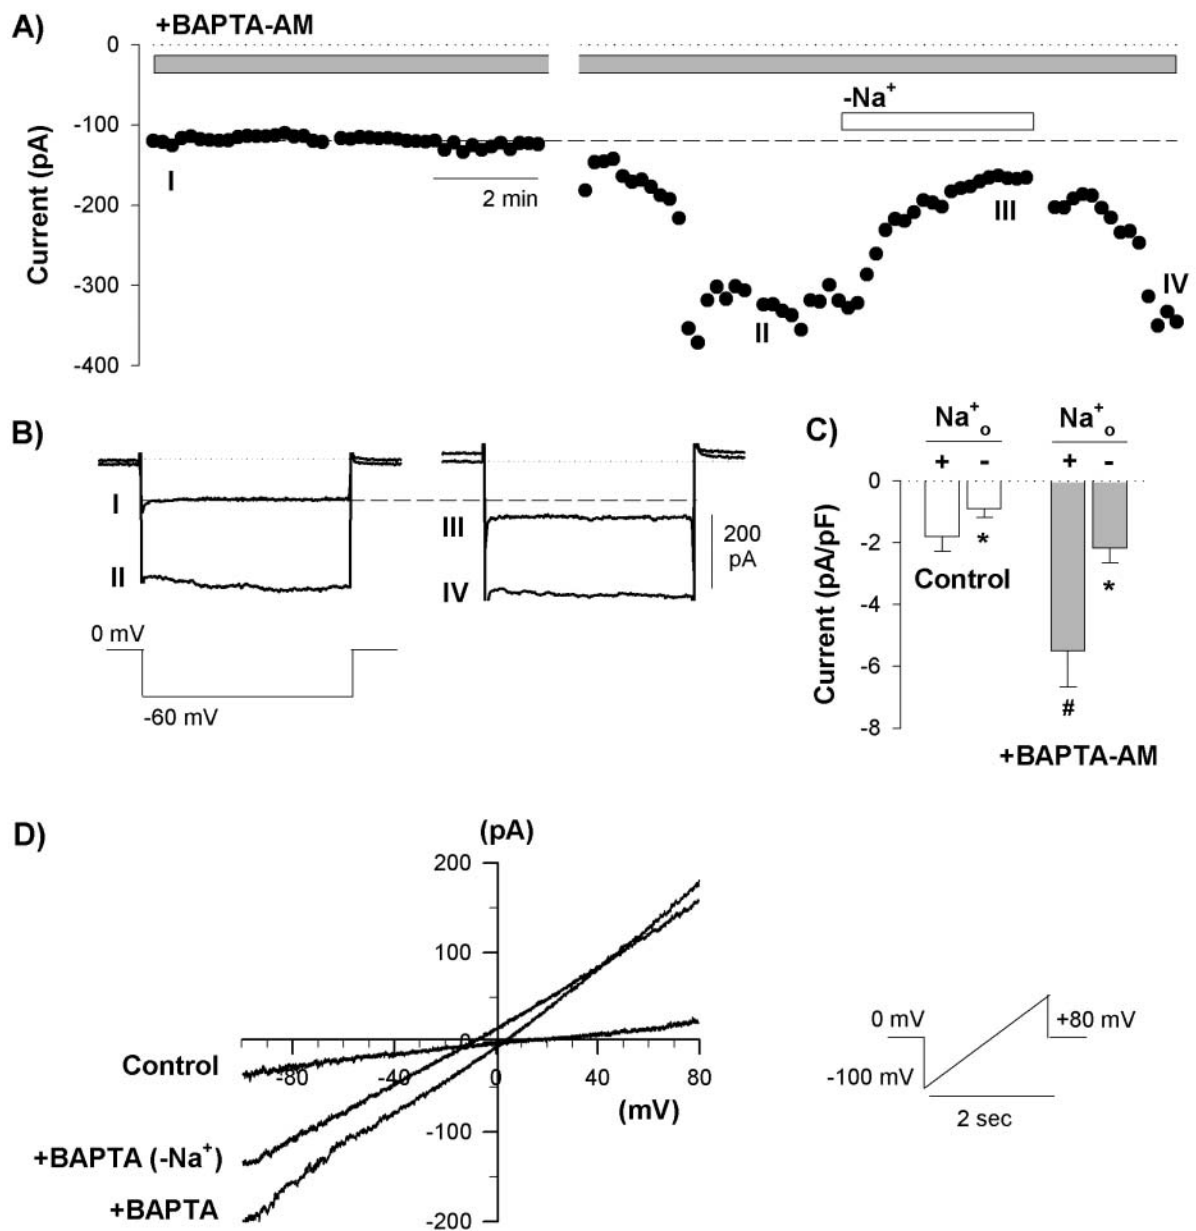 A)
+BAPTA-AM
0
-100
-200
-300
-400
Current (pA)
I
2 min
-Na+
II
III
IV
B)
I
II
III
IV
200
pA
0 mV
-60 mV
C)
Na+o
Na+o
+
-
+
-
0
-2
-4
-6
-8
Current (pA/pF)
*
Control
*
#
+BAPTA-AM
D)
(pA)
200
100
0
-80
-40
0
40
80
(mV)
-100
-200
Control
+BAPTA (-Na+)
+BAPTA
0 mV
+80 mV
-100 mV
2 sec